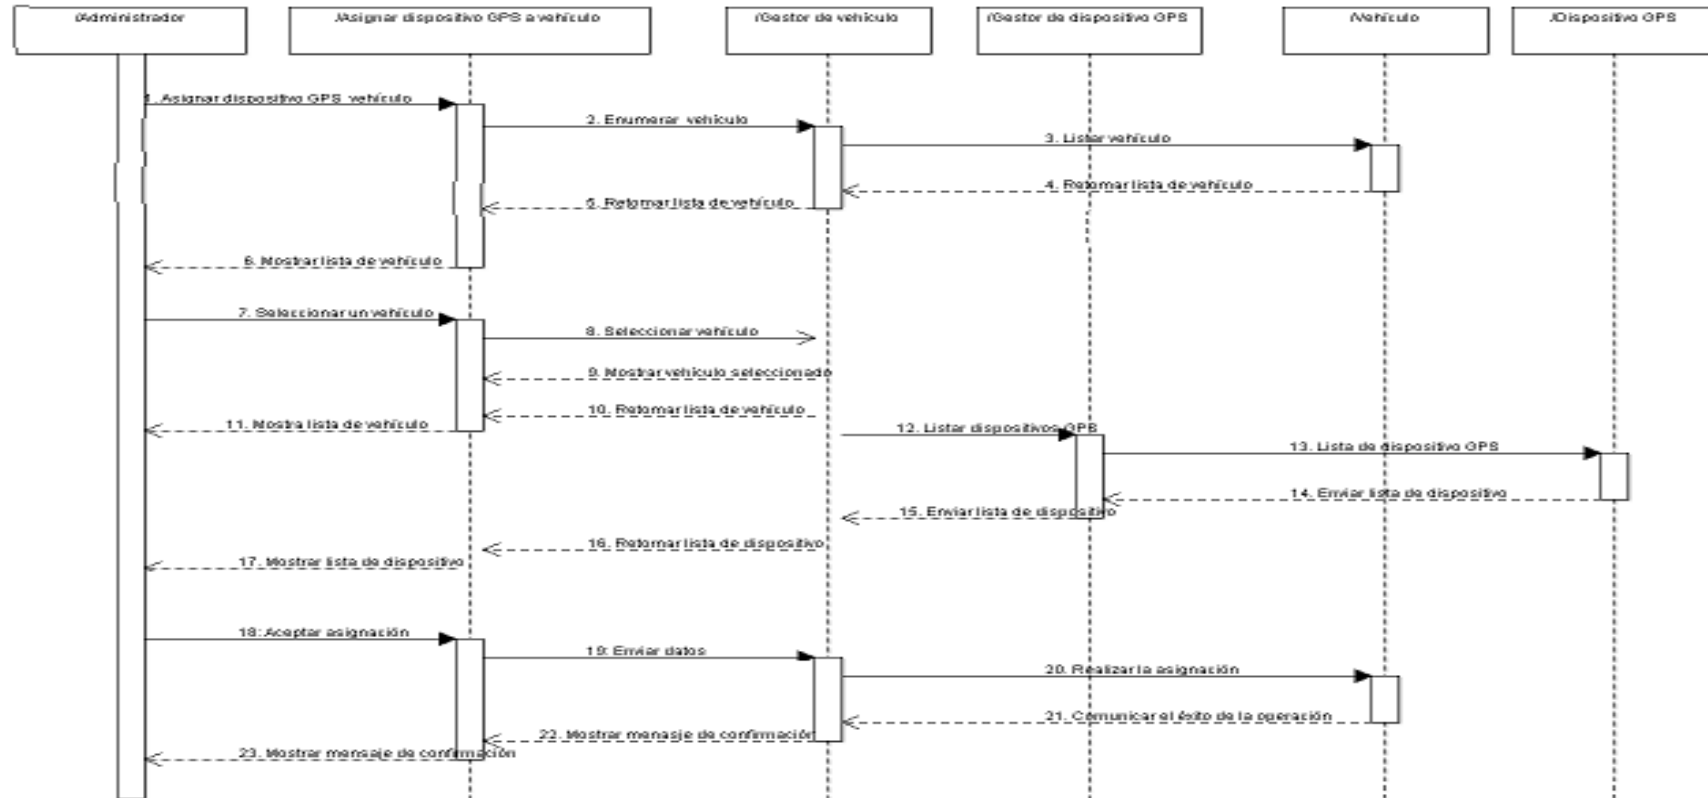 /Administrador
/Asignar dispositivo GPS a vehículo
/Gestor de vehículo
/Gestor de dispositivo GPS
/Vehículo
/Dispositivo GPS
1. Asignar dispositivo GPS vehículo
2. Enumerar vehículo
3. Listar vehículo
4. Retornar lista de vehículo
5. Retornar lista de vehículo
6. Mostrar lista de vehículo
7. Seleccionar un vehículo
8. Seleccionar vehículo
9. Mostrar vehículo seleccionado
10. Retornar lista de vehículo
11. Mostra lista de vehículo
12. Listar dispositivos GPS
13. Lista de dispositivo GPS
14. Enviar lista de dispositivo
15. Enviar lista de dispositivo
16. Retornar lista de dispositivo
17. Mostrar lista de dispositivo
18: Aceptar asignación
19: Enviar datos
20. Realizar la asignación
21. Comunicar el éxito de la operación
22. Mostrar menasje de confirmación
23. Mostrar mensaje de confirmación